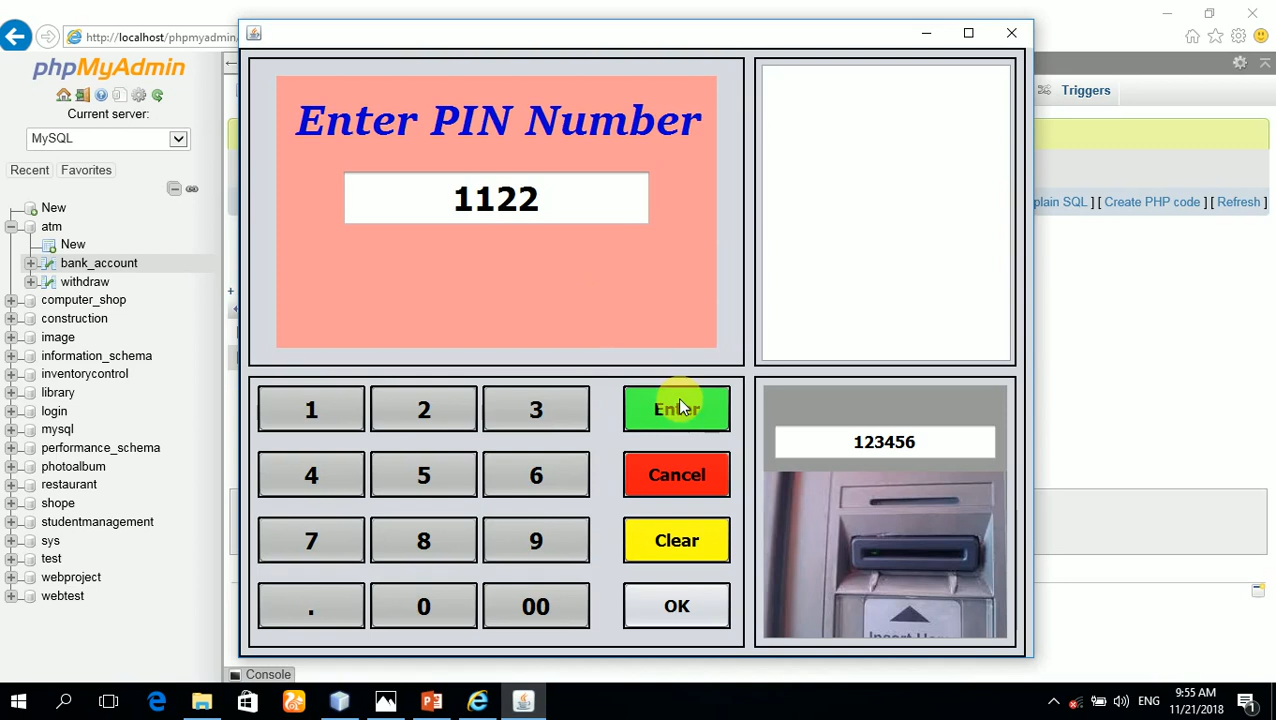 http://localhost/phpmyadmin
phpMyAdmin
Current server:
MySQL
Recent Favorites
New
atm
New
bank_account
withdraw
computer_shop
construction
image
information_schema
inventorycontrol
library
login
mysql
performance_schema
photoalbum
restaurant
shope
studentmanagement
sys
test
webproject
webtest
Enter PIN Number
1122
1 2 3 Enter
4 5 6 Cancel
7 8 9 Clear
. 0 00 OK
123456
Triggers
plain SQL ] [ Create PHP code ] [ Refresh ]
Console
ENG
9:55 AM
11/21/2018
1